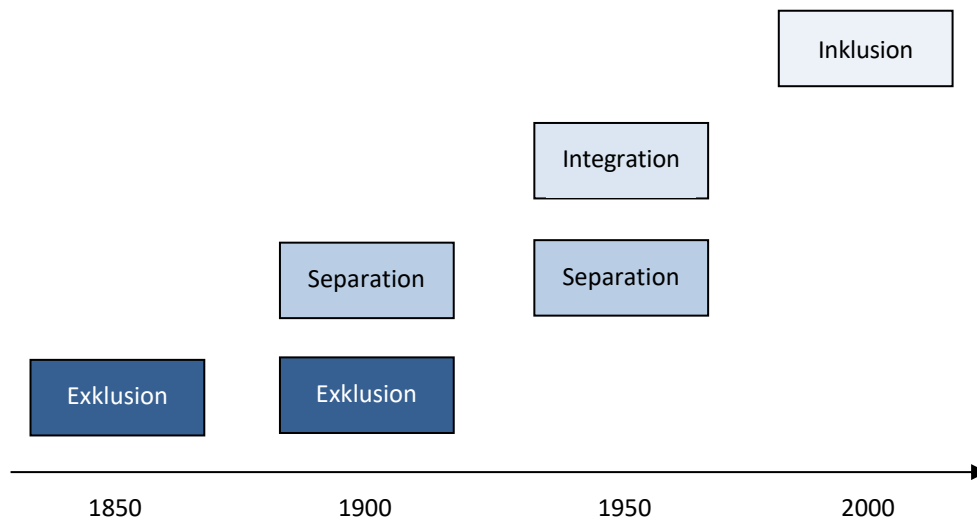 Inklusion
Integration
Separation
Separation
Exklusion
Exklusion
1850
1900
1950
2000